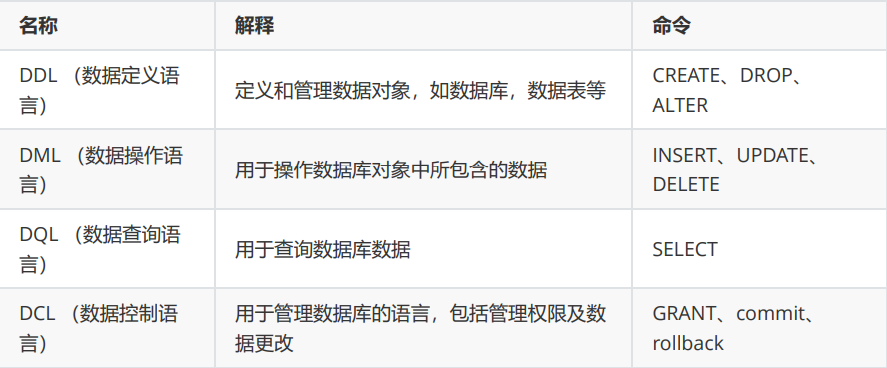 名称 解释 命令
DDL （数据定义语言） 定义和管理数据对象，如数据库，数据表等 CREATE、DROP、ALTER
DML （数据操作语言） 用于操作数据库对象中所包含的数据 INSERT、UPDATE、DELETE
DQL （数据查询语言） 用于查询数据库数据 SELECT
DCL （数据控制语言） 用于管理数据库的语言，包括管理权限及数据更改 GRANT、commit、rollback